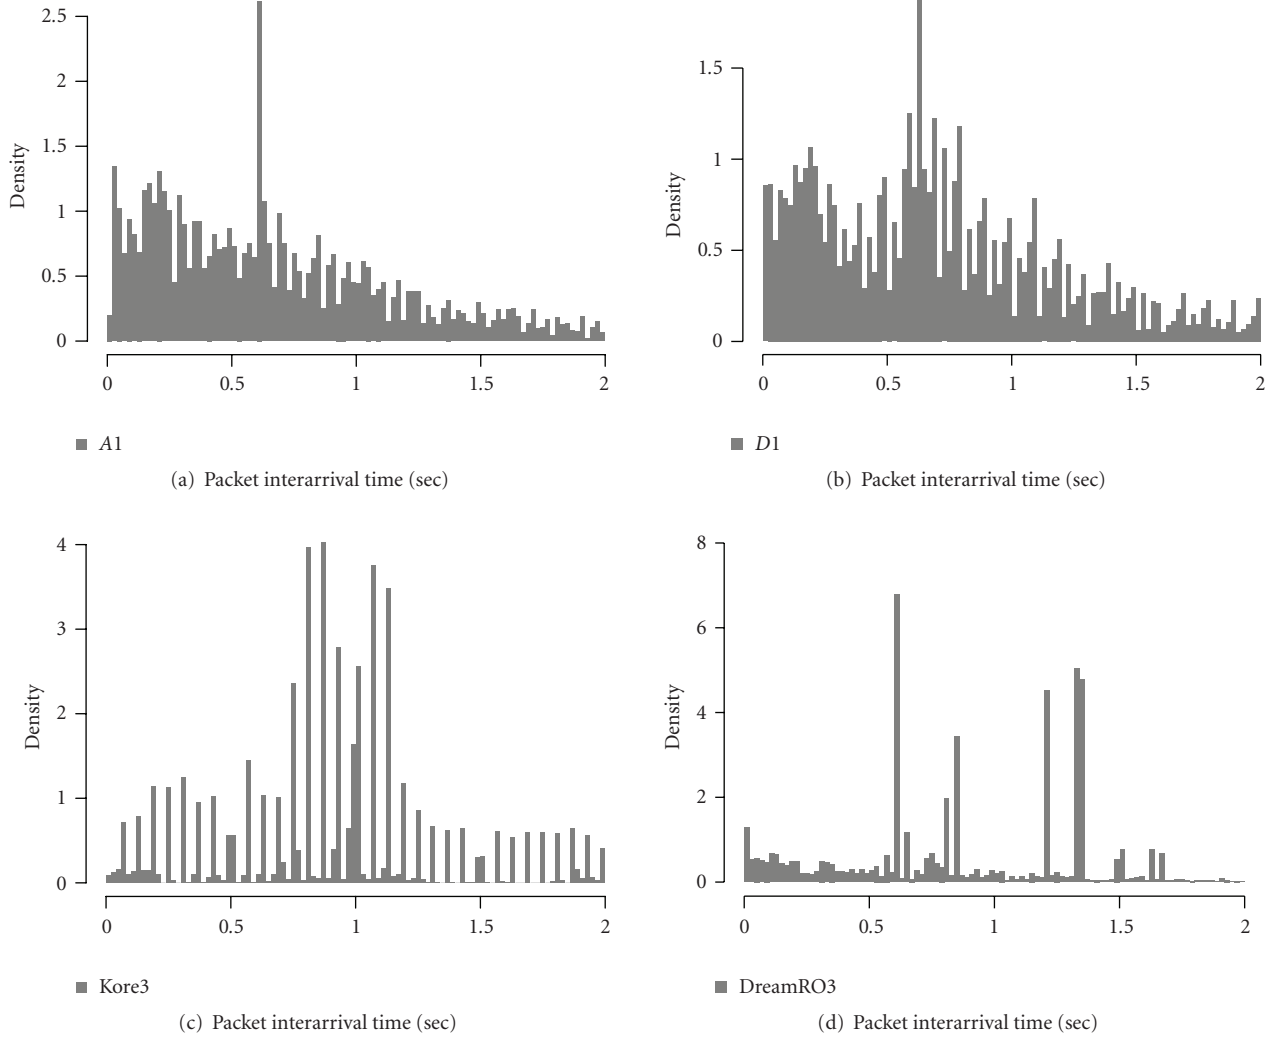 2.5
2
1.5
1
0.5
0
Density
0 0.5 1 1.5 2
A1
(a) Packet interarrival time (sec)
1.5
1
0.5
0
Density
0 0.5 1 1.5 2
D1
(b) Packet interarrival time (sec)
4
3
2
1
0
Density
0 0.5 1 1.5 2
Kore3
(c) Packet interarrival time (sec)
8
6
4
2
0
Density
0 0.5 1 1.5 2
DreamRO3
(d) Packet interarrival time (sec)